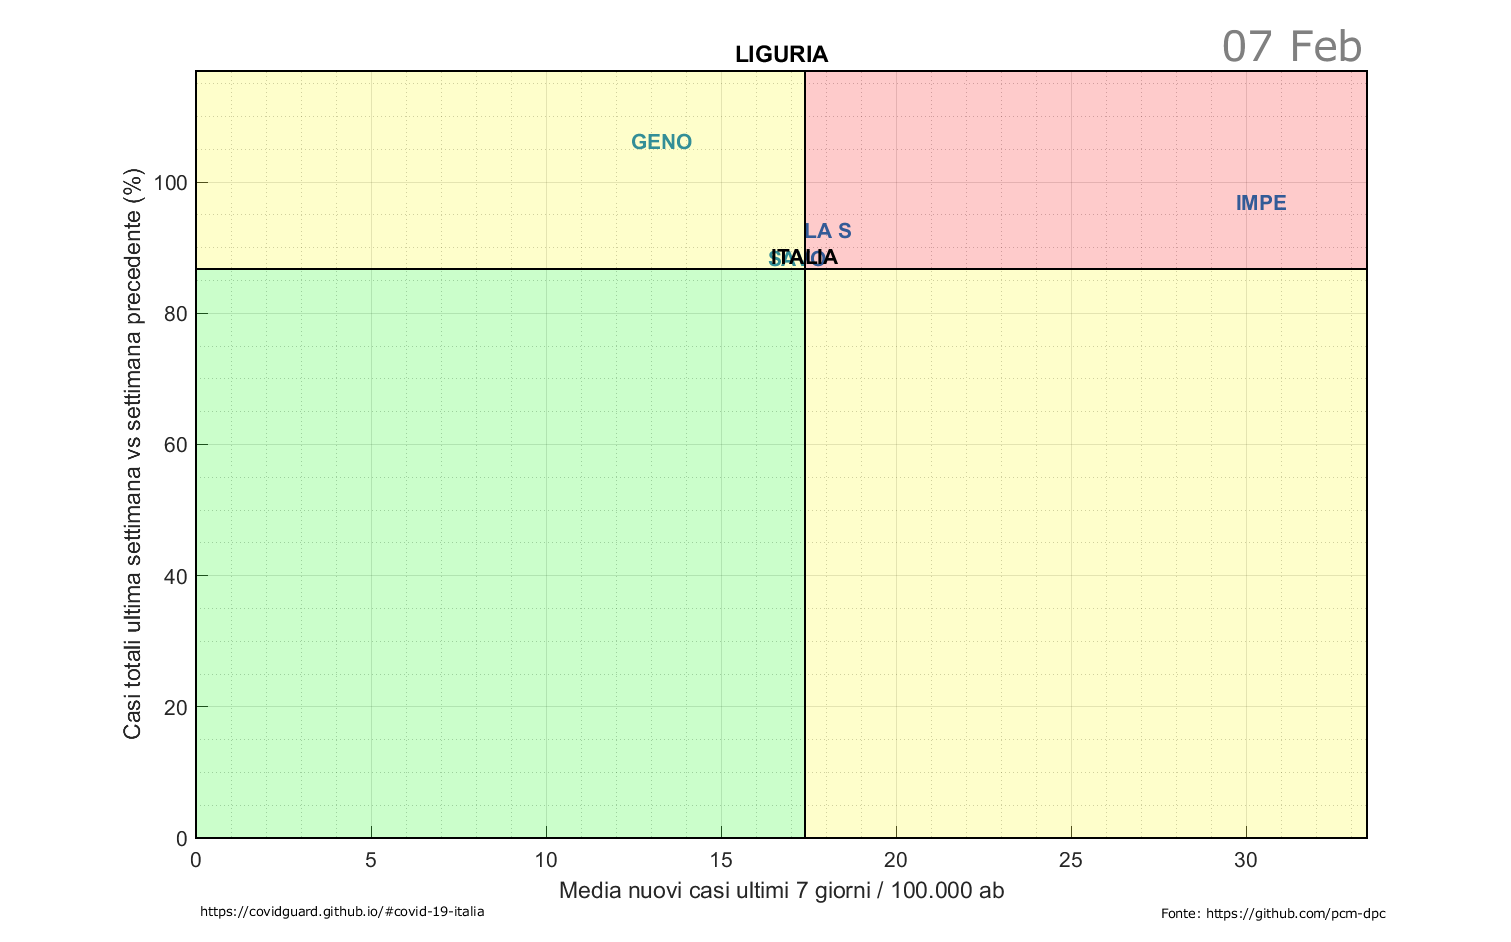 07 Feb
LIGURIA
GENO
IMPE
LA S
ITALIA
Casi totali ultima settimana vs settimana precedente (%)
100
80
60
40
20
0
0 5 10 15 20 25 30
Media nuovi casi ultimi 7 giorni / 100.000 ab
https://covidguard.github.io/#covid-19-italia
Fonte: https://github.com/pcm-dpc